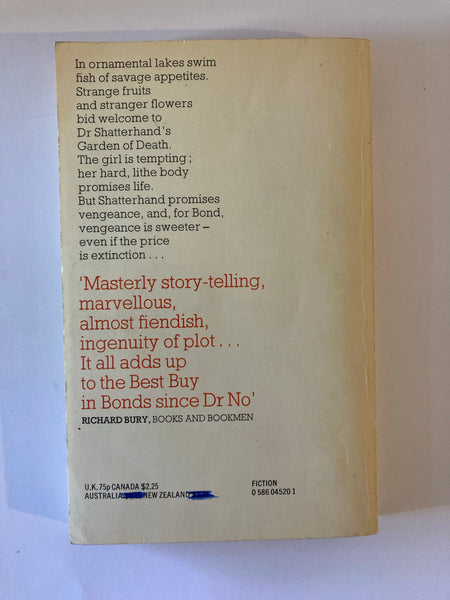 In ornamental lakes swim
fish of savage appetites.
Strange fruits
and stranger flowers
bid welcome to
Dr Shatterhand's
Garden of Death.
The girl is tempting;
her hard, lithe body
promises life.
But Shatterhand promises
vengeance, and, for Bond,
vengeance is sweeter –
even if the price
is extinction . . .
'Masterly story-telling,
marvellous,
almost fiendish,
ingenuity of plot . . .
It all adds up
to the Best Buy
in Bonds since Dr No'
RICHARD BURY, BOOKS AND BOOKMEN
U.K. 75p CANADA $2.25
AUSTRALIA NEW ZEALAND
FICTION
0 586 04520 1